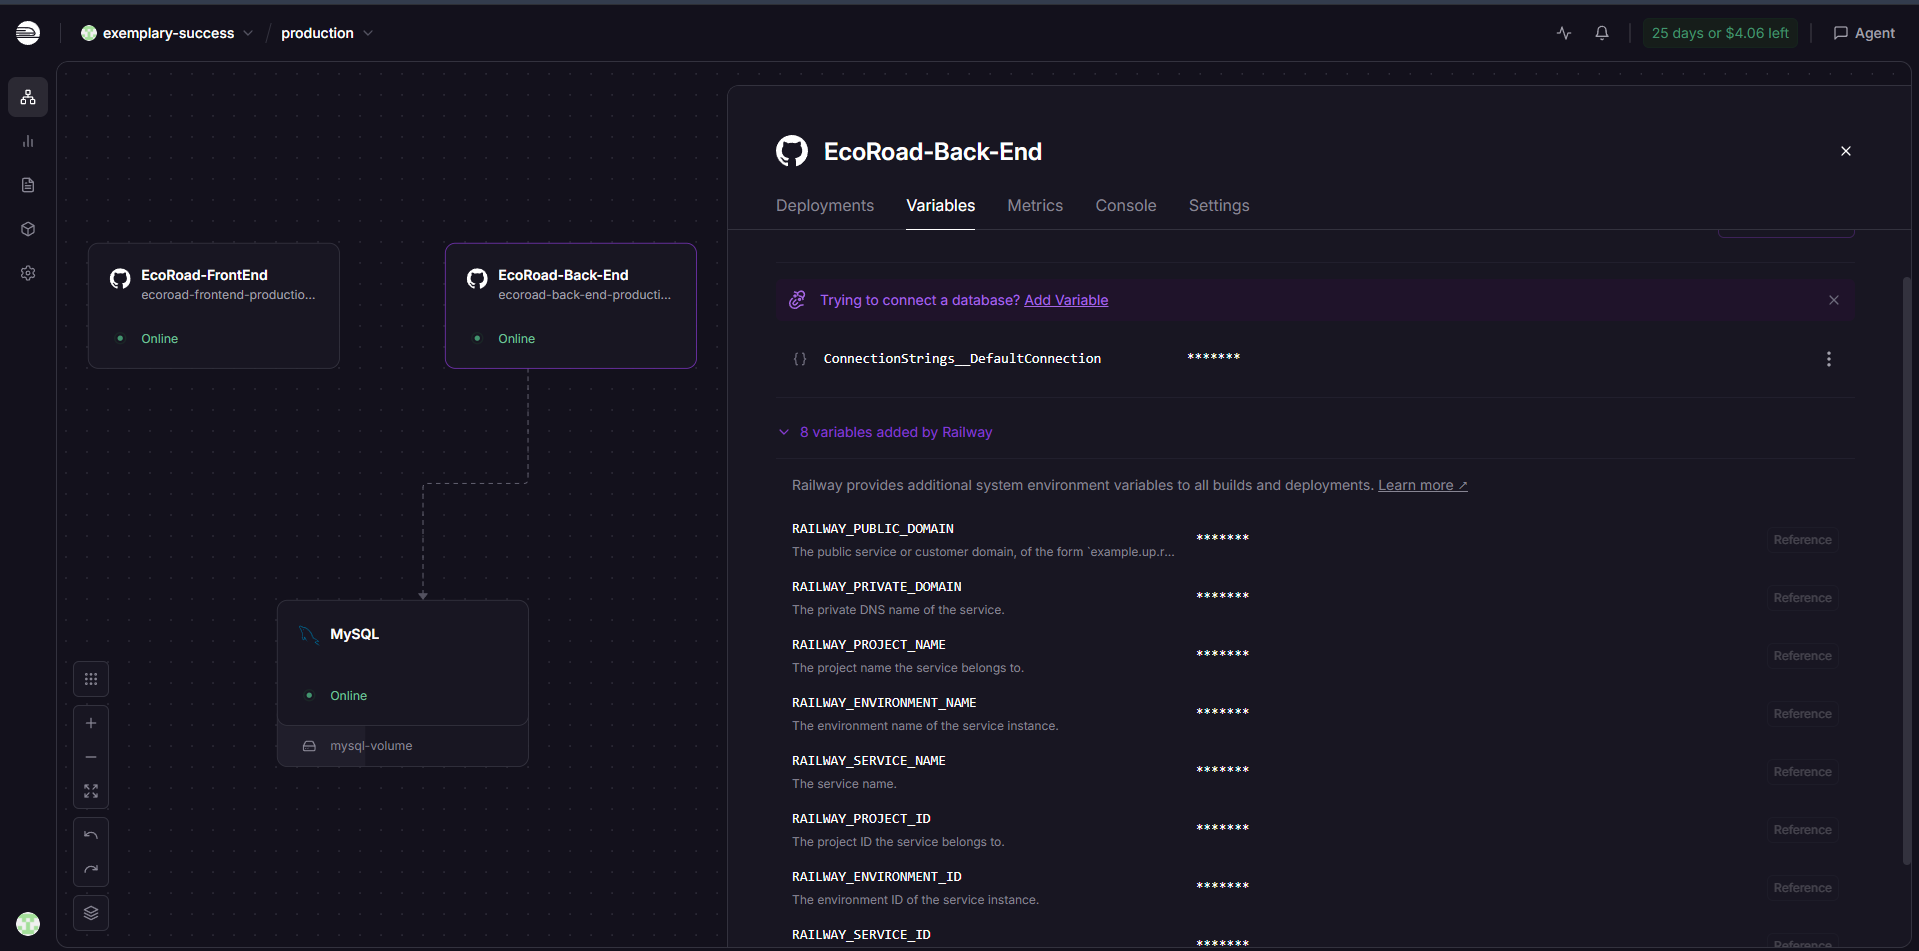 exemplary-success / production
25 days or $4.06 left
Agent
EcoRoad-FrontEnd
ecoroad-frontend-productio...
Online
EcoRoad-Back-End
ecoroad-back-end-producti...
Online
MySQL
Online
mysql-volume
EcoRoad-Back-End
Deployments Variables Metrics Console Settings
Trying to connect a database? Add Variable
{} ConnectionStrings__DefaultConnection *******
8 variables added by Railway
Railway provides additional system environment variables to all builds and deployments. Learn more ↗
RAILWAY_PUBLIC_DOMAIN
The public service or customer domain, of the form `example.up.r...
*******
Reference
RAILWAY_PRIVATE_DOMAIN
The private DNS name of the service.
*******
Reference
RAILWAY_PROJECT_NAME
The project name the service belongs to.
*******
Reference
RAILWAY_ENVIRONMENT_NAME
The environment name of the service instance.
*******
Reference
RAILWAY_SERVICE_NAME
The service name.
*******
Reference
RAILWAY_PROJECT_ID
The project ID the service belongs to.
*******
Reference
RAILWAY_ENVIRONMENT_ID
The environment ID of the service instance.
*******
Reference
RAILWAY_SERVICE_ID
*******
Reference